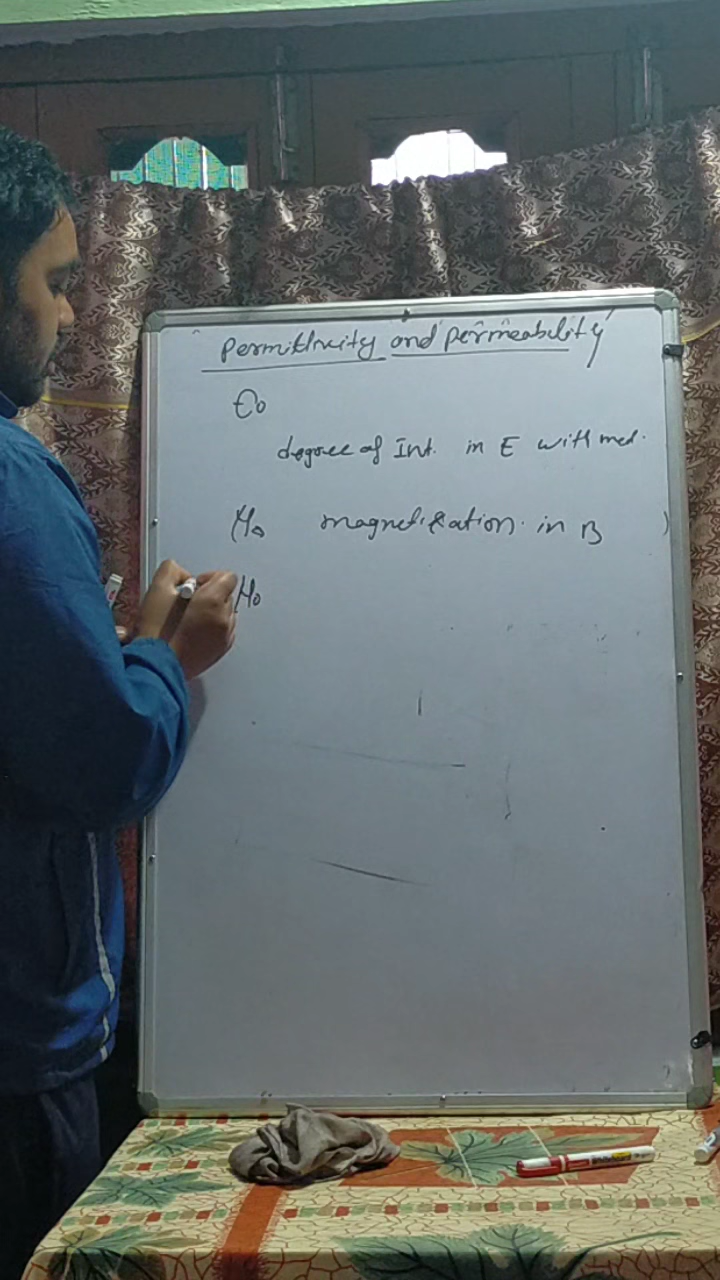 Permittivity and Permeability
ϵ₀
degree of Int. in E with med.
μ₀ magnetization in B )
μ₀